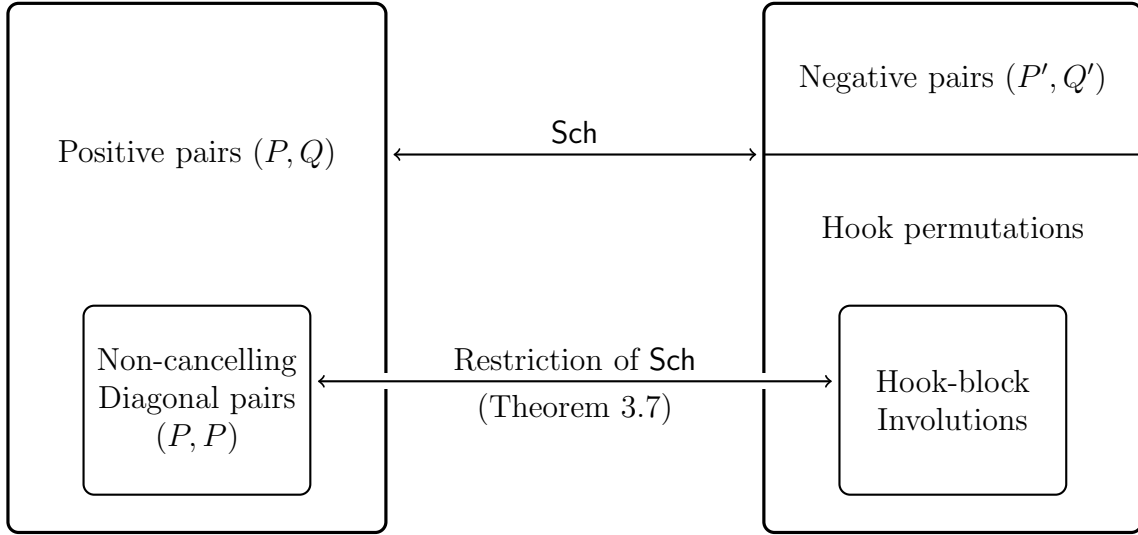 Negative pairs (P′, Q′)
Positive pairs (P, Q)
Sch
Hook permutations
Non-cancelling
Diagonal pairs
(P, P)
Restriction of Sch
(Theorem 3.7)
Hook-block
Involutions